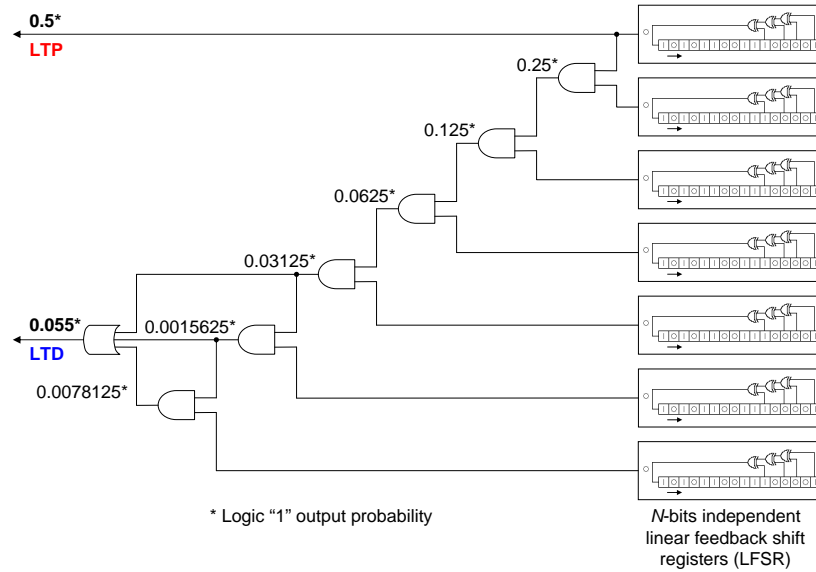 0.5*
LTP
0.25*
0.125*
0.0625*
0.03125*
0.055*
0.0015625*
LTD
0.0078125*
* Logic “1” output probability
N-bits independent
linear feedback shift
registers (LFSR)